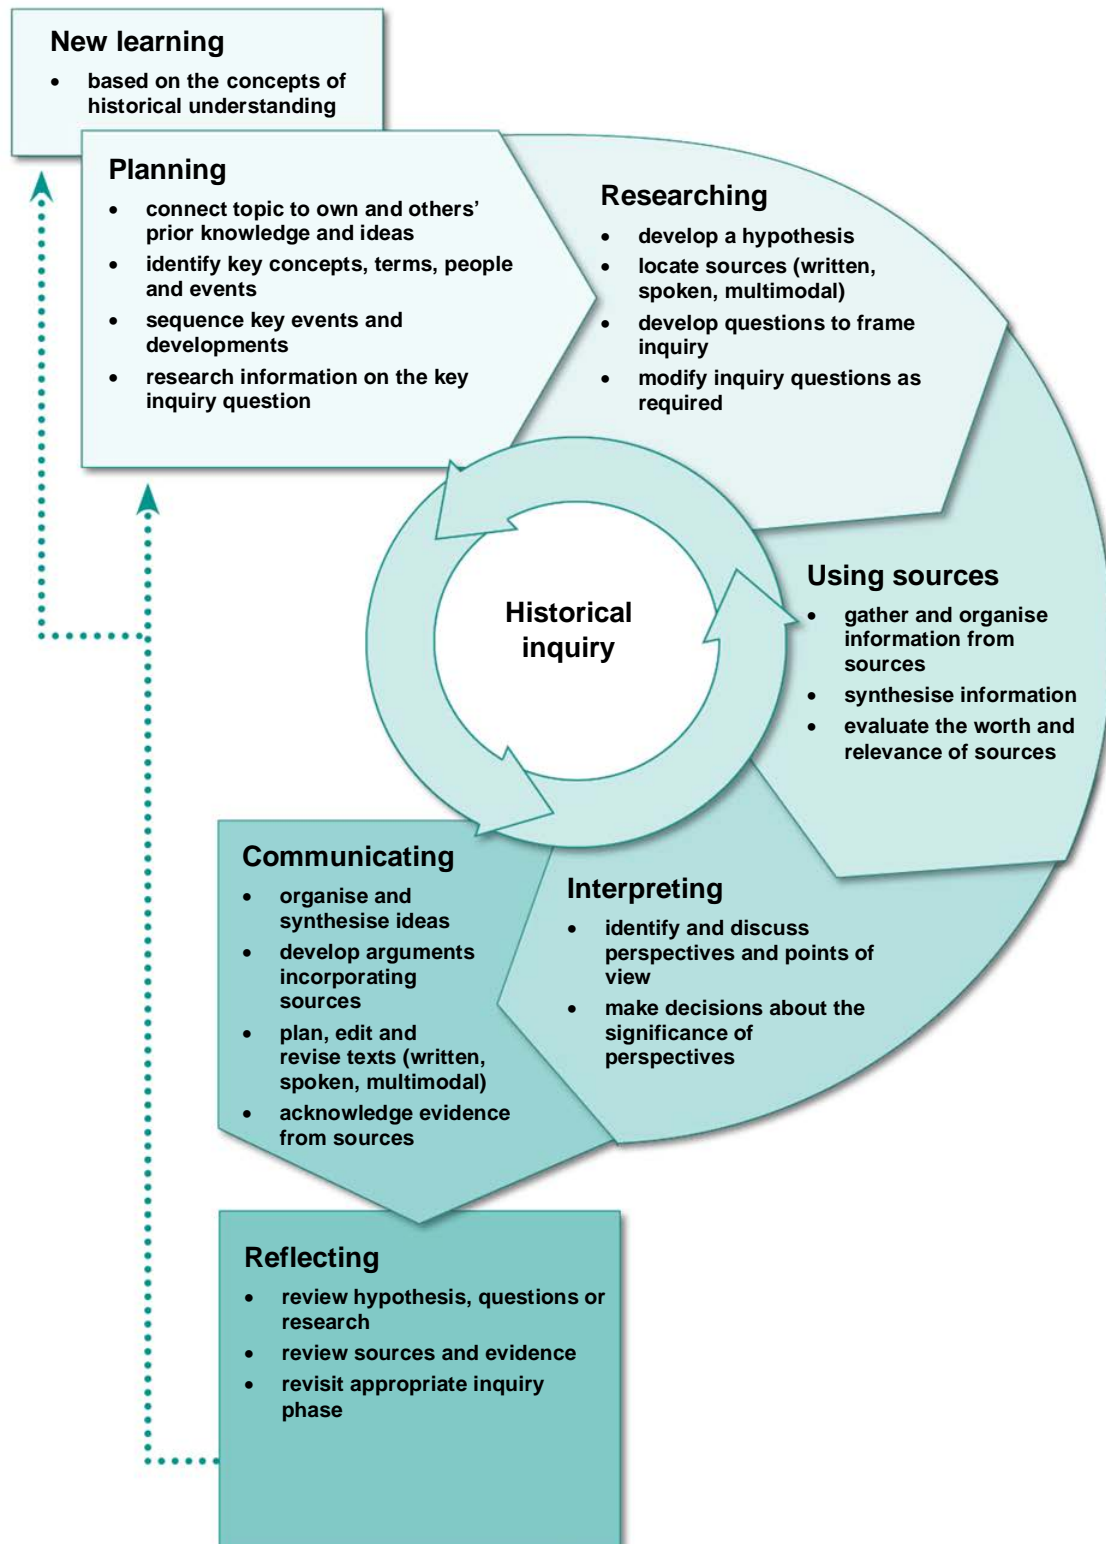 New learning
• based on the concepts of
historical understanding
Planning
• connect topic to own and others’
prior knowledge and ideas
• identify key concepts, terms, people
and events
• sequence key events and
developments
• research information on the key
inquiry question
Researching
• develop a hypothesis
• locate sources (written,
spoken, multimodal)
• develop questions to frame
inquiry
• modify inquiry questions as
required
Historical
inquiry
Using sources
• gather and organise
information from
sources
• synthesise information
• evaluate the worth and
relevance of sources
Interpreting
• identify and discuss
perspectives and points of
view
• make decisions about the
significance of
perspectives
Communicating
• organise and
synthesise ideas
• develop arguments
incorporating
sources
• plan, edit and
revise texts (written,
spoken, multimodal)
• acknowledge evidence
from sources
Reflecting
• review hypothesis, questions or
research
• review sources and evidence
• revisit appropriate inquiry
phase